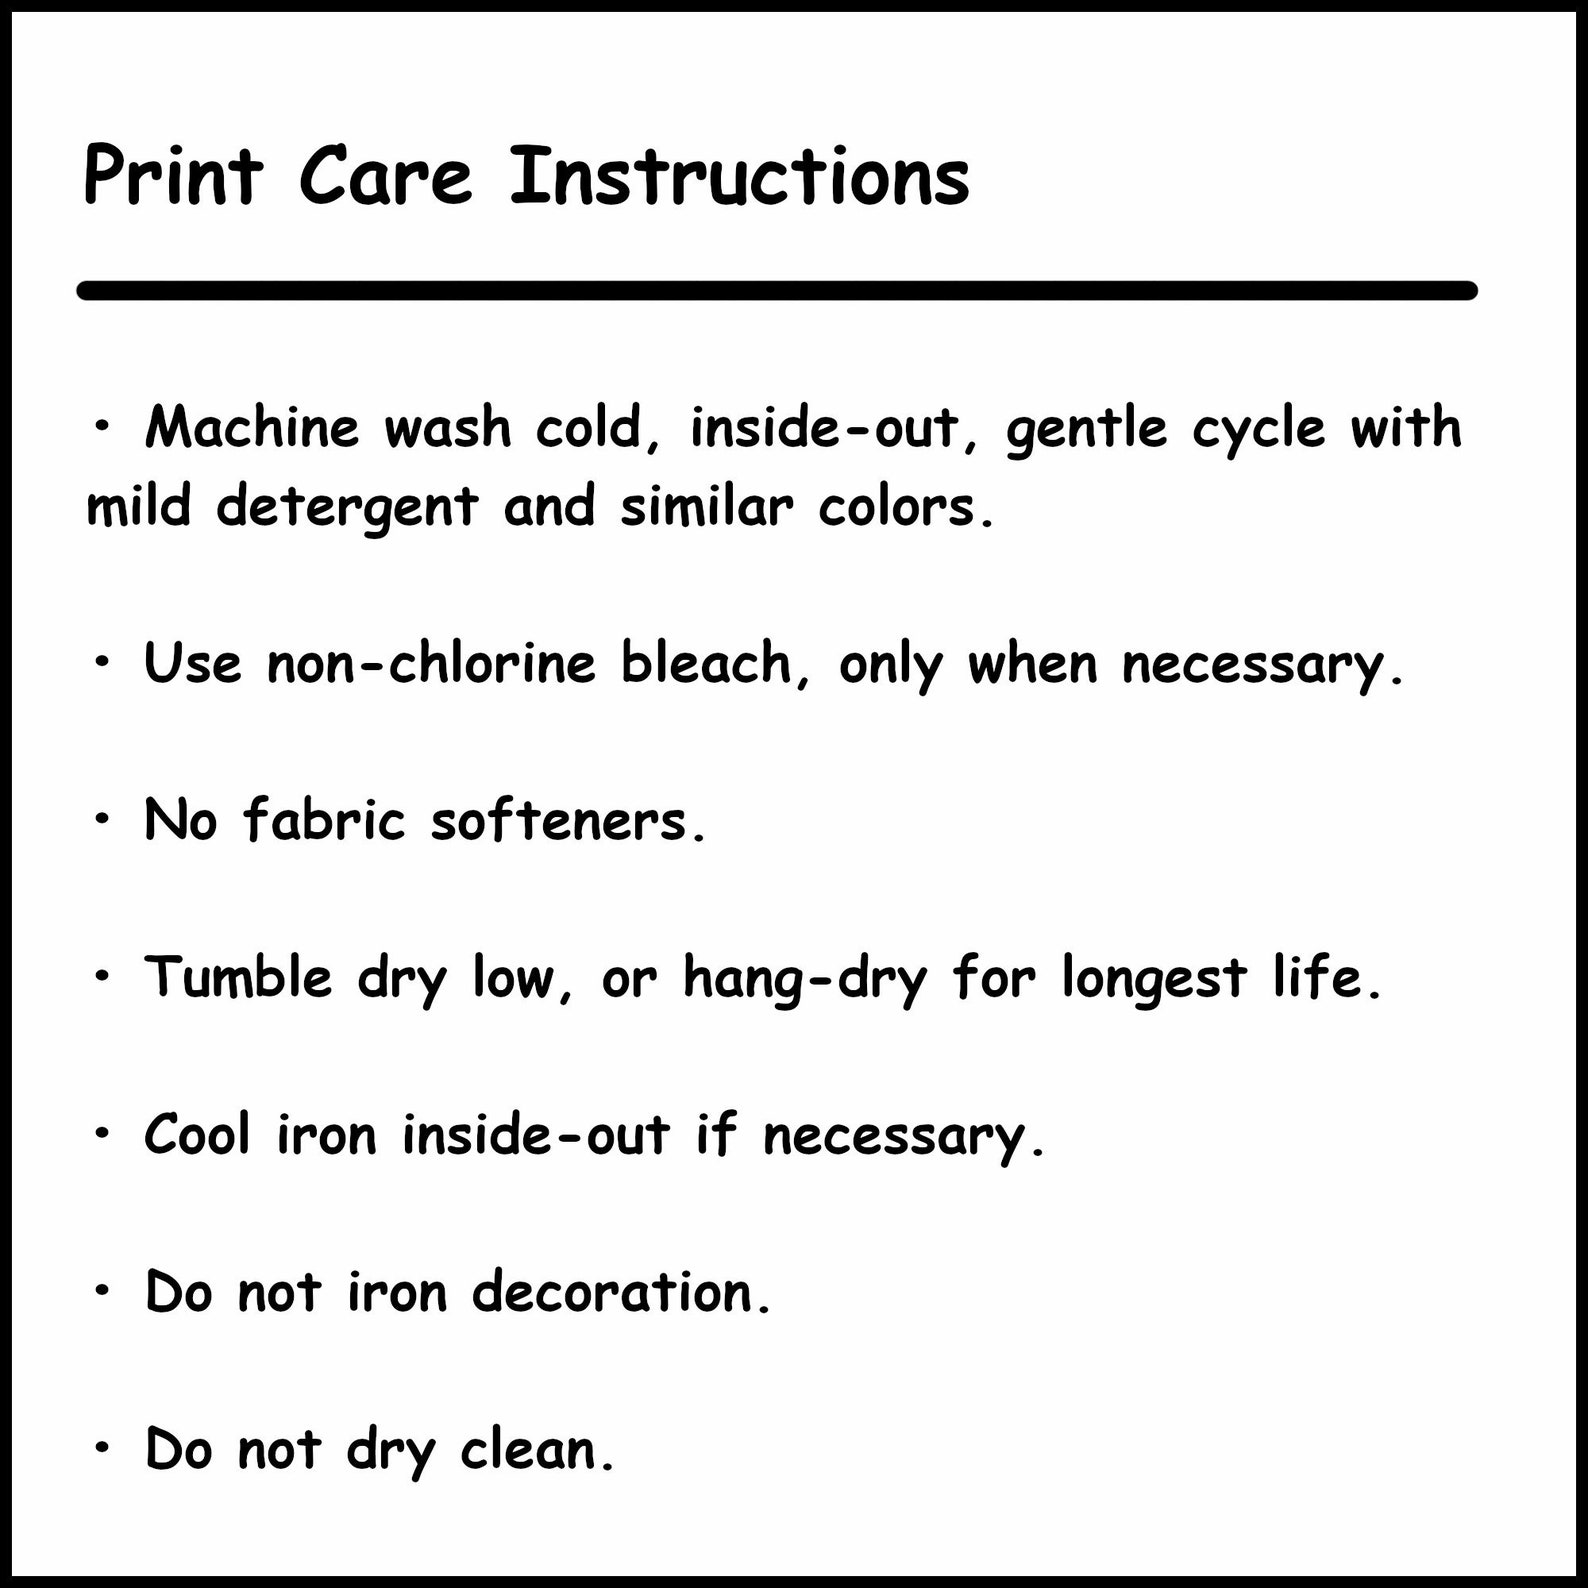 Print Care Instructions
• Machine wash cold, inside-out, gentle cycle with
mild detergent and similar colors.
• Use non-chlorine bleach, only when necessary.
• No fabric softeners.
• Tumble dry low, or hang-dry for longest life.
• Cool iron inside-out if necessary.
• Do not iron decoration.
• Do not dry clean.